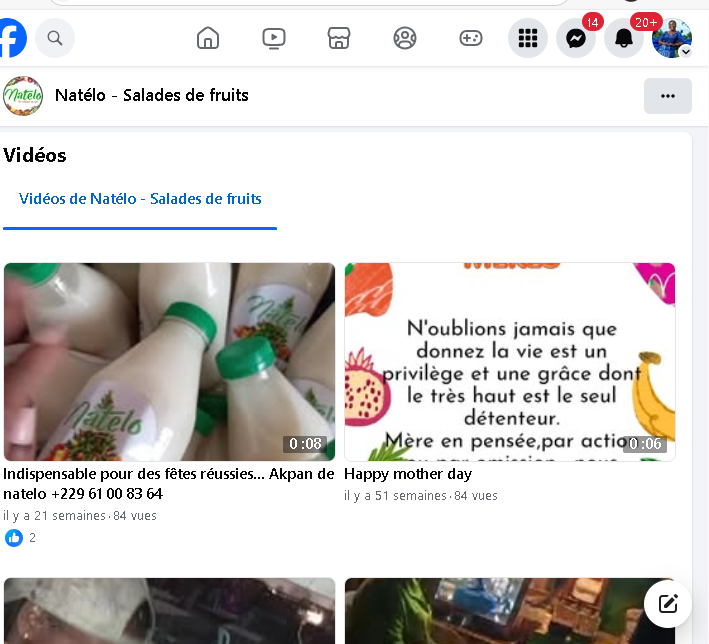 14
20+
Natélo
Natélo - Salades de fruits
Vidéos
Vidéos de Natélo - Salades de fruits
Natélo
Natélo
0:08
N'oublions jamais que
donnez la vie est un
privilège et une grâce dont
le très haut est le seul
détenteur.
Mère en pensée,par actio
0:06
Indispensable pour des fêtes réussies... Akpan de
natelo +229 61 00 83 64
il y a 21 semaines · 84 vues
2
Happy mother day
il y a 51 semaines · 84 vues